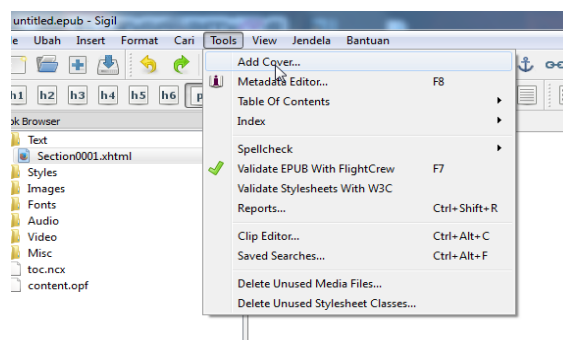 untitled.epub - Sigil
e Ubah Insert Format Cari Tools View Jendela Bantuan
h1 h2 h3 h4 h5 h6 p
ok Browser
Text
Section0001.xhtml
Styles
Images
Fonts
Audio
Video
Misc
toc.ncx
content.opf
Add Cover...
Metadata Editor... F8
Table Of Contents
Index
Spellcheck
Validate EPUB With FlightCrew F7
Validate Stylesheets With W3C
Reports... Ctrl+Shift+R
Clip Editor... Ctrl+Alt+C
Saved Searches... Ctrl+Alt+F
Delete Unused Media Files...
Delete Unused Stylesheet Classes...